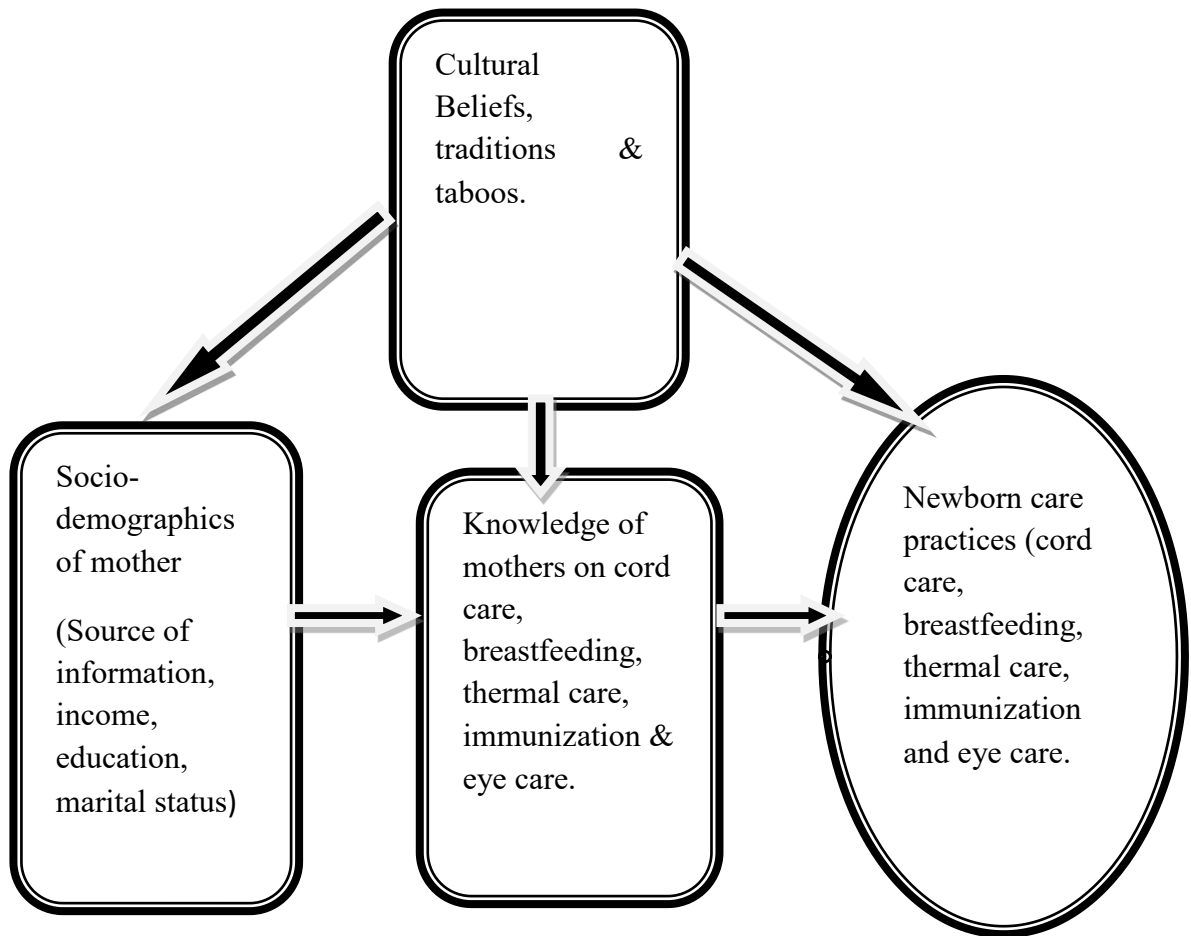 Cultural
Beliefs,
traditions &
taboos.
Socio-
demographics
of mother
(Source of
information,
income,
education,
marital status)
Knowledge of
mothers on cord
care,
breastfeeding,
thermal care,
immunization &
eye care.
Newborn care
practices (cord
care,
breastfeeding,
thermal care,
immunization
and eye care.